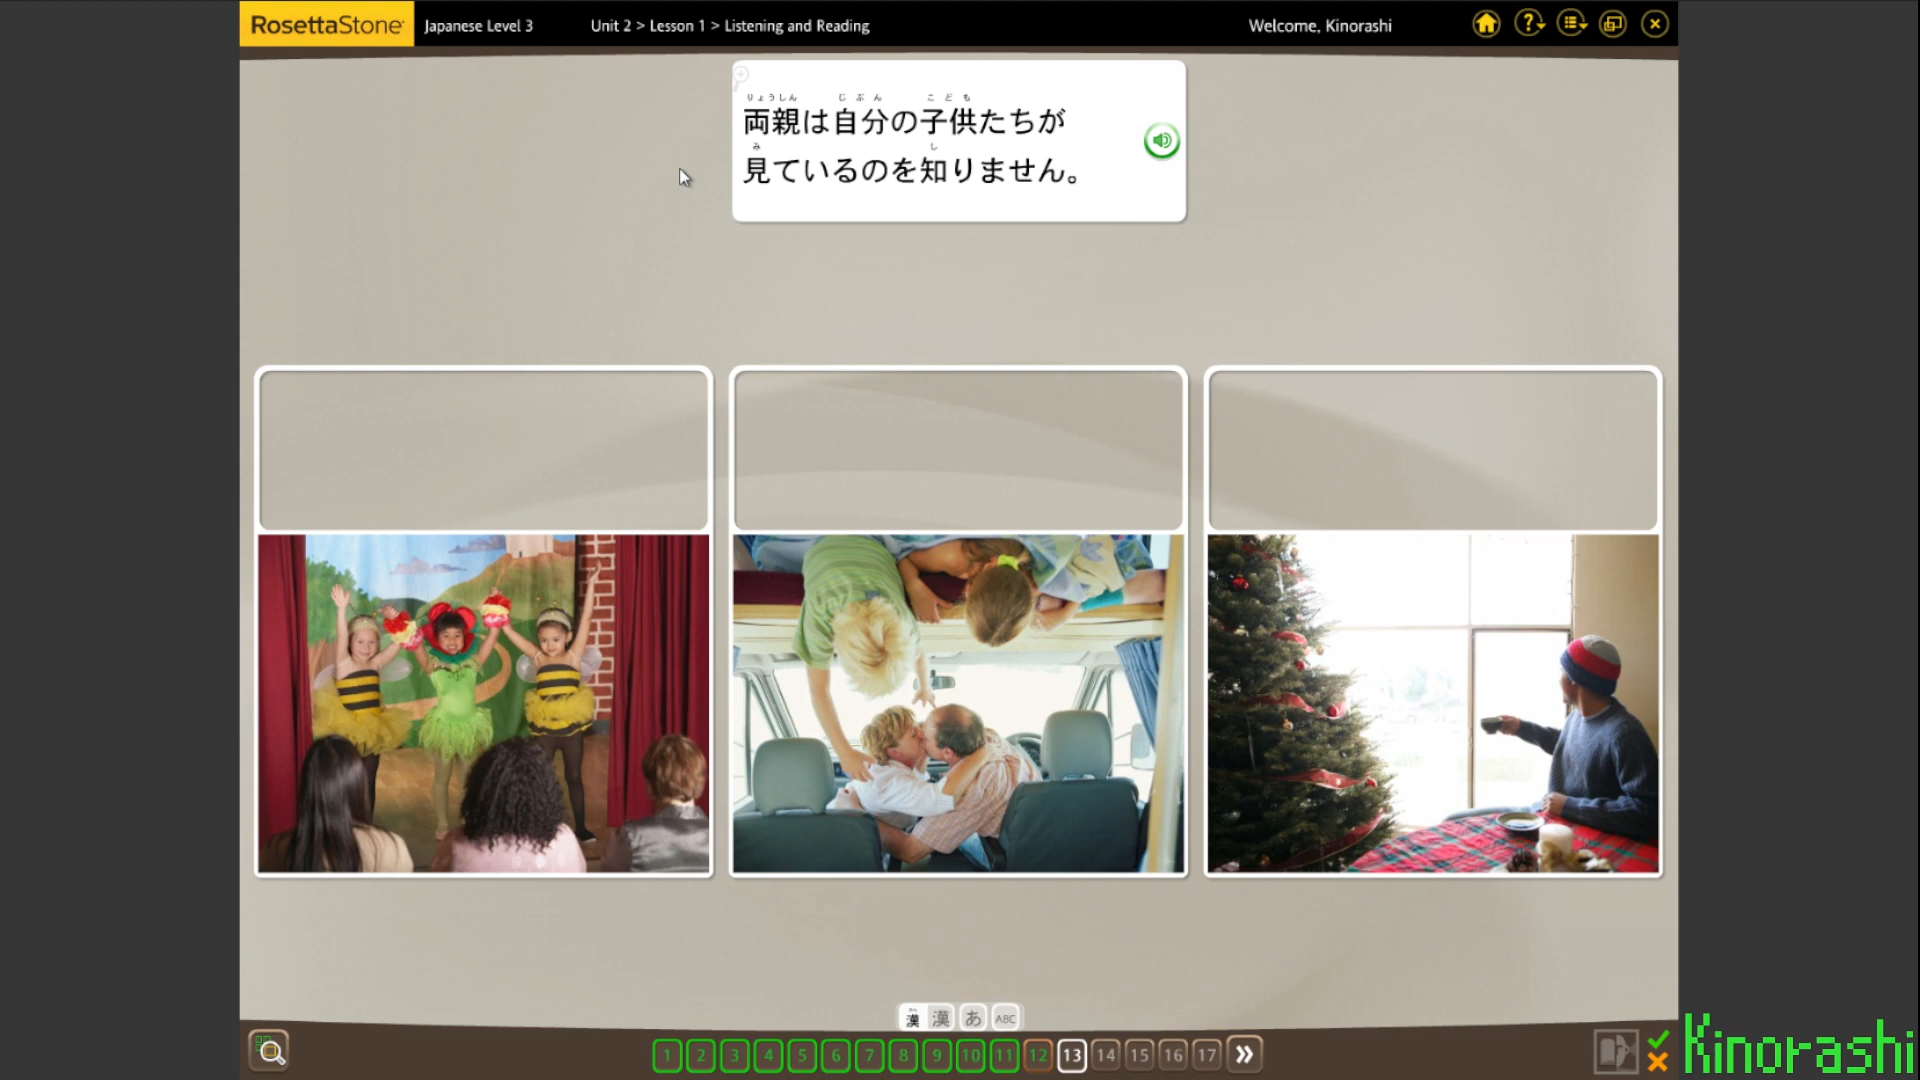 RosettaStone
Japanese Level 3
Unit 2 > Lesson 1 > Listening and Reading
Welcome, Kinorashi
りょうしん じぶん こども
両親は自分の子供たちが
み し
見ているのを知りません。
漢 漢 あ ABC
1 2 3 4 5 6 7 8 9 10 11 12 13 14 15 16 17
Kinorashi